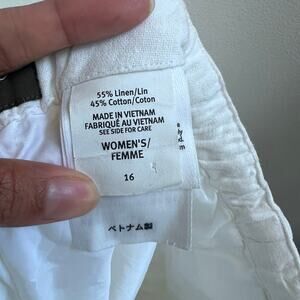 55% Linen/Lin
45% Cotton/Coton
MADE IN VIETNAM
FABRIQUÉ AU VIETNAM
SEE SIDE FOR CARE
WOMEN'S/
FEMME
16
ベトナム製